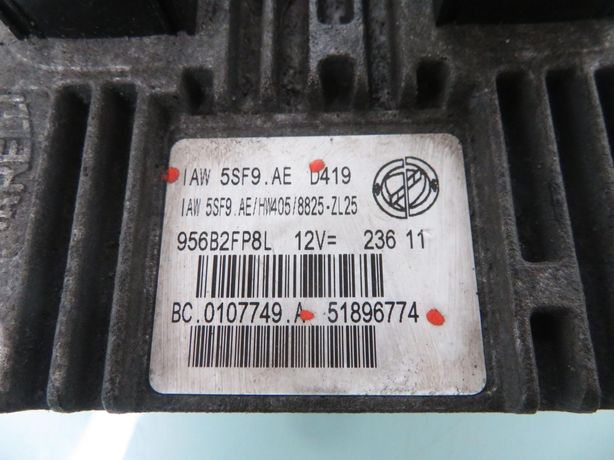 IAW 5SF9.AE D419
IAW 5SF9.AE/HW405/8825-ZL25
956B2FP8L 12V= 236 11
BC.0107749.A 51896774